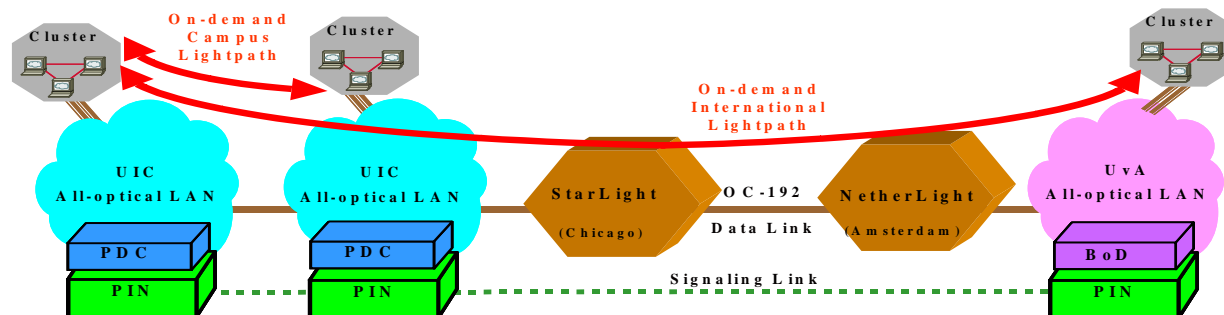 Cluster
On-demand
Campus
Lightpath
Cluster
Cluster
On-demand
International
Lightpath
UIC
All-optical LAN
UIC
All-optical LAN
StarLight
(Chicago)
OC-192
Data Link
NetherLight
(Amsterdam)
UvA
All-optical LAN
PDC
PDC
BoD
Signaling Link
PIN
PIN
PIN